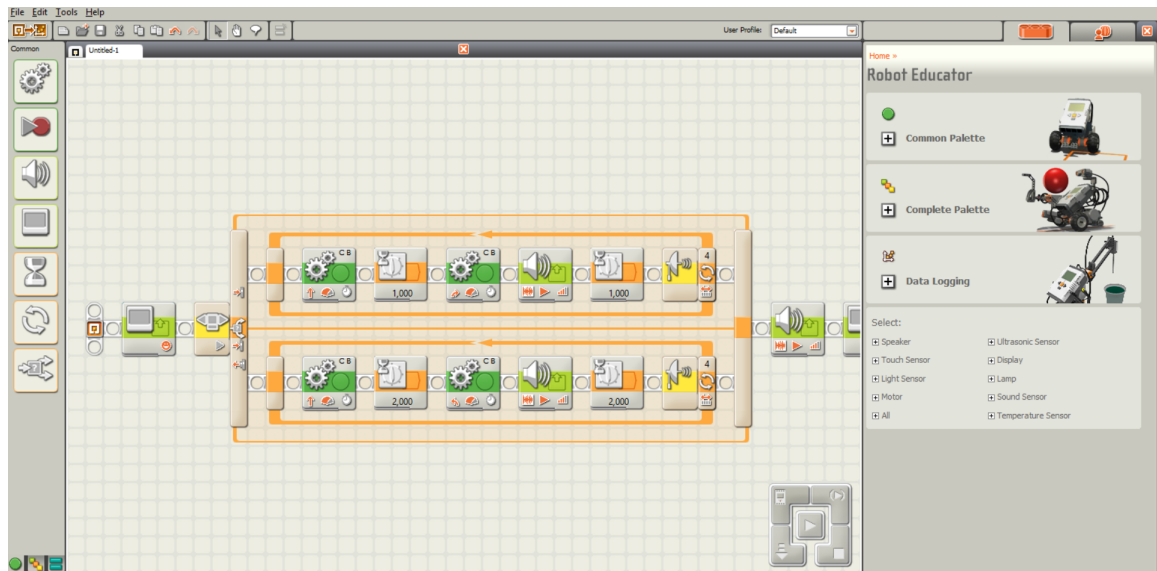 File Edit Tools Help
User Profile: Default
Common
Untitled-1
Home »
Robot Educator
Common Palette
Complete Palette
Data Logging
Select:
Speaker
Ultrasonic Sensor
Touch Sensor
Display
Light Sensor
Lamp
Motor
Sound Sensor
All
Temperature Sensor
C B
C B
4
1,000
1,000
C B
C B
4
2,000
2,000